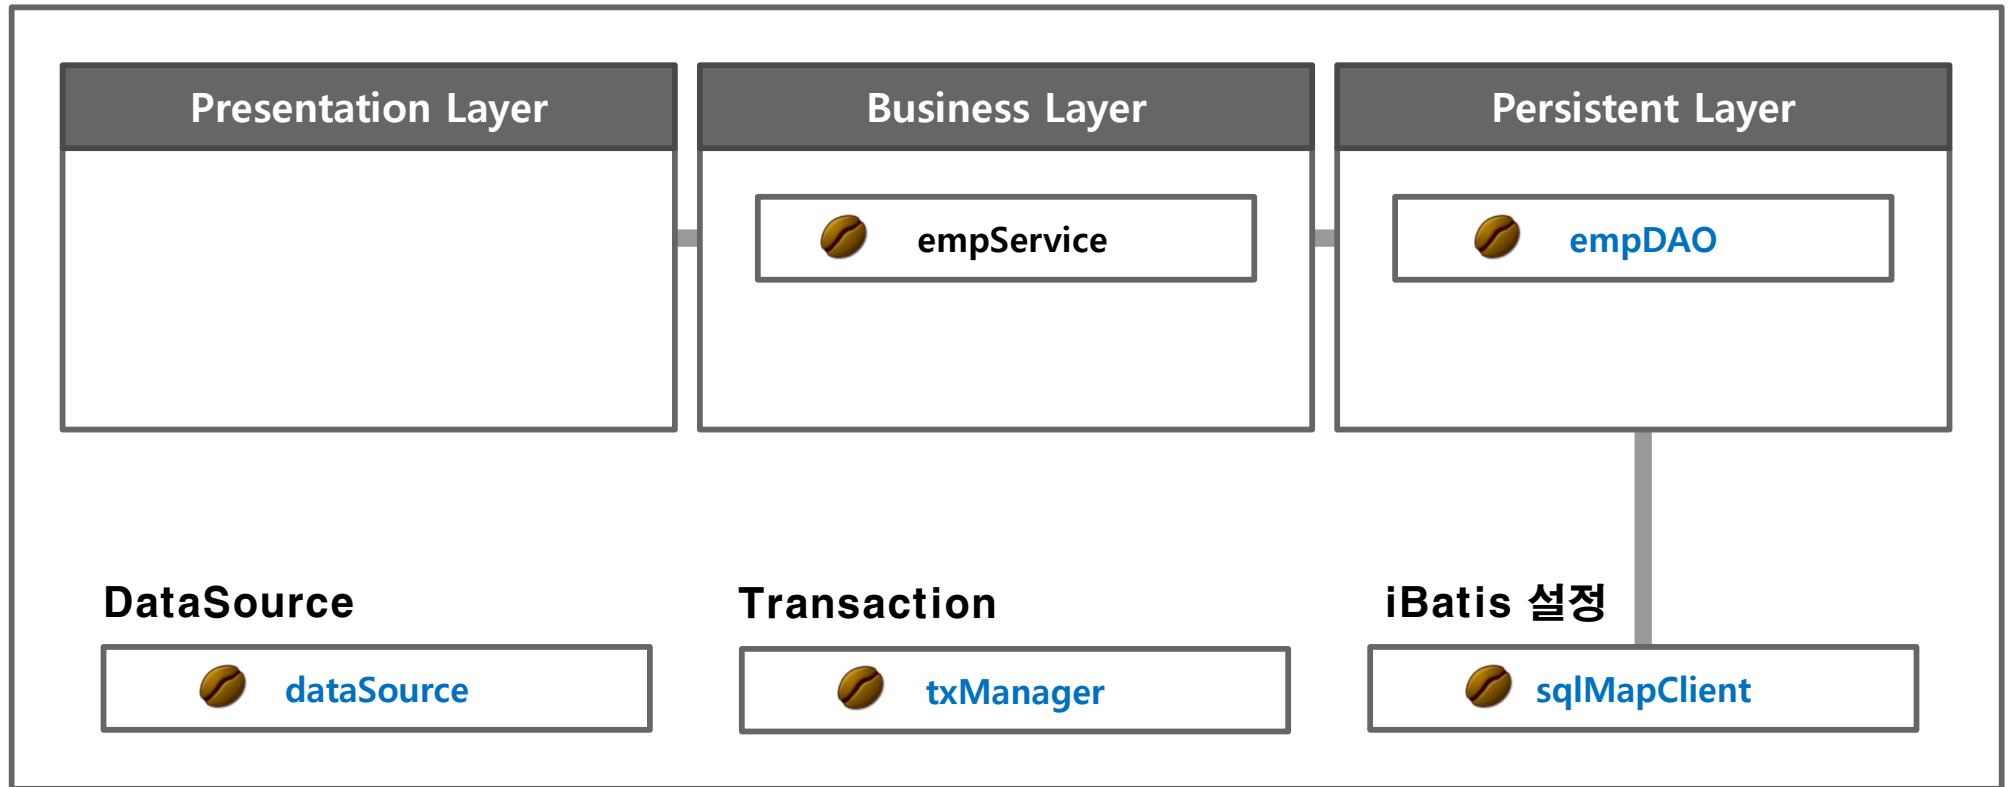 Presentation Layer
Business Layer
Persistent Layer
empService
empDAO
DataSource
Transaction
iBatis 설정
dataSource
txManager
sqlMapClient